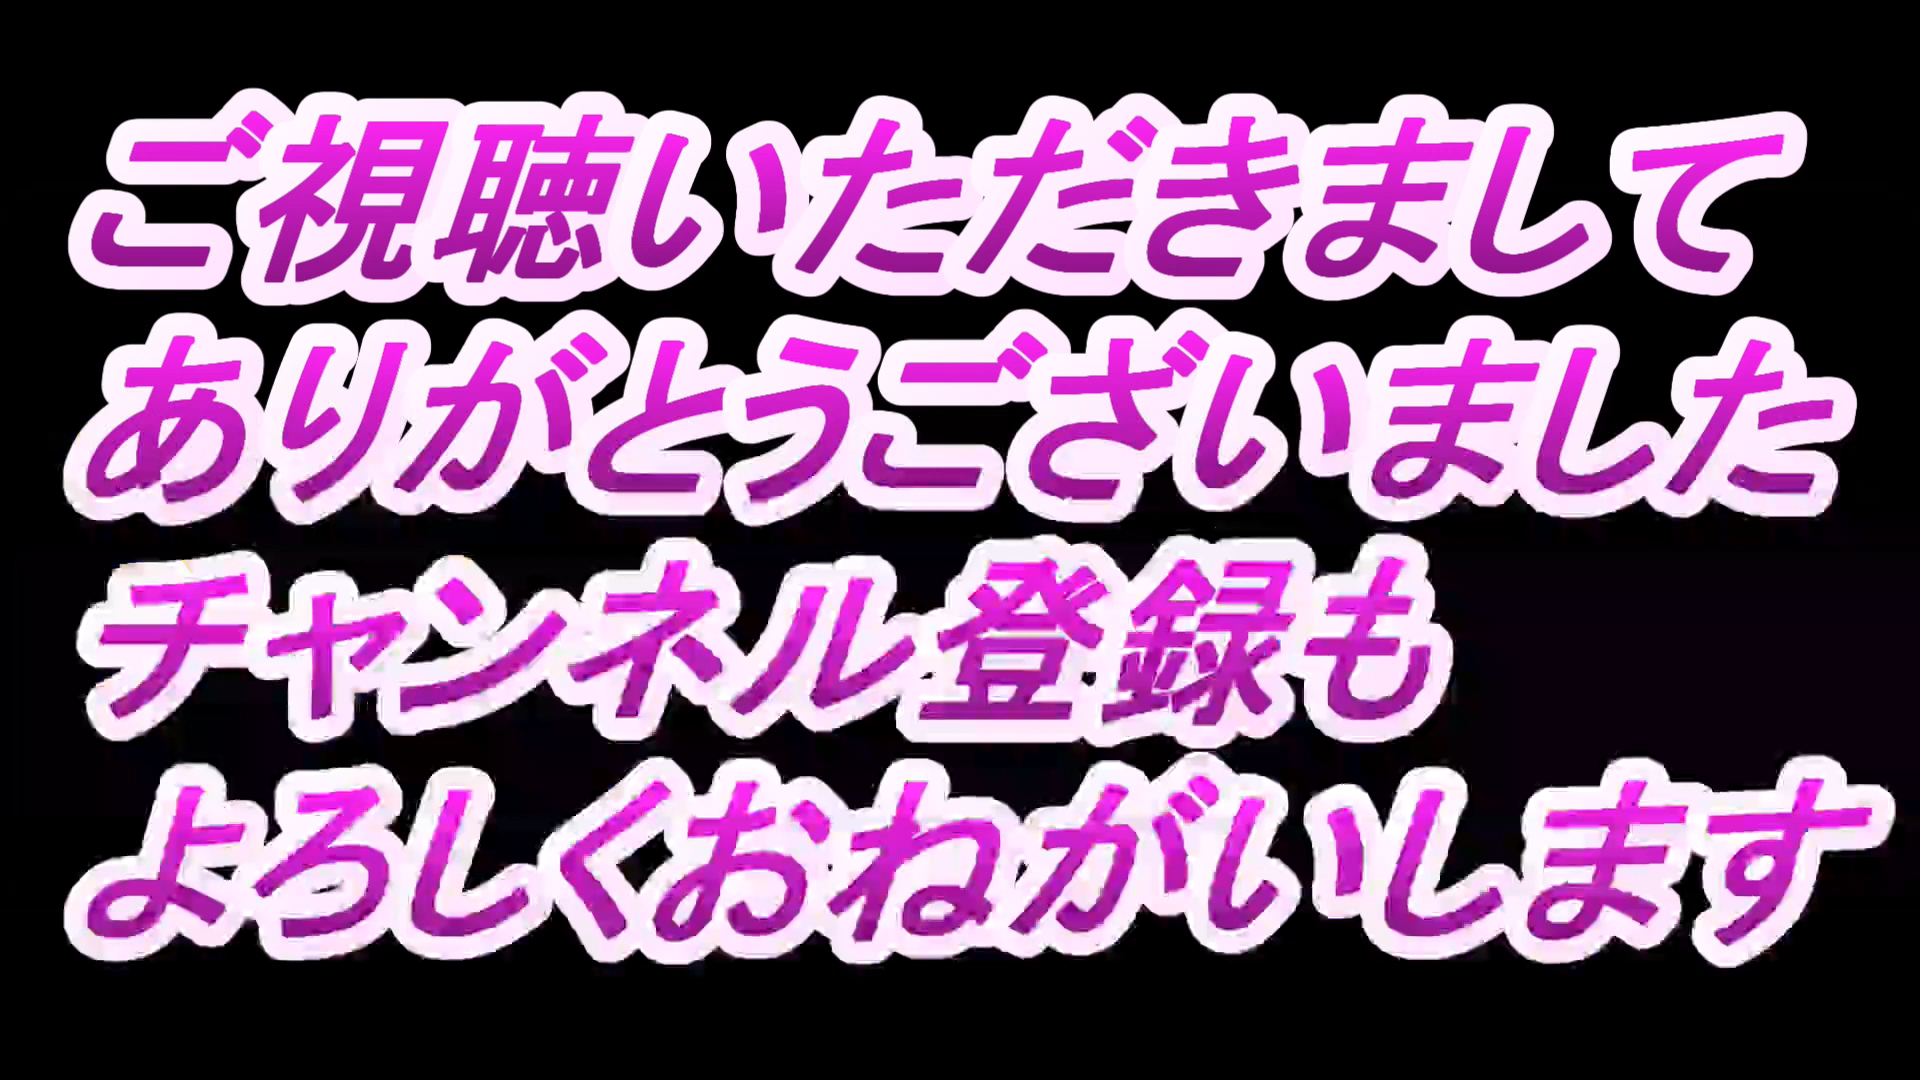 ご視聴いただきまして
ありがとうございました
チャンネル登録も
よろしくおねがいします